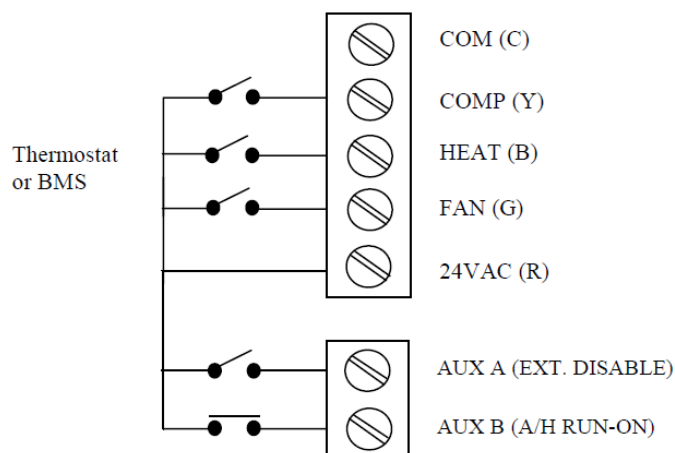 COM (C)
COMP (Y)
Thermostat
or BMS
HEAT (B)
FAN (G)
24VAC (R)
AUX A (EXT. DISABLE)
AUX B (A/H RUN-ON)